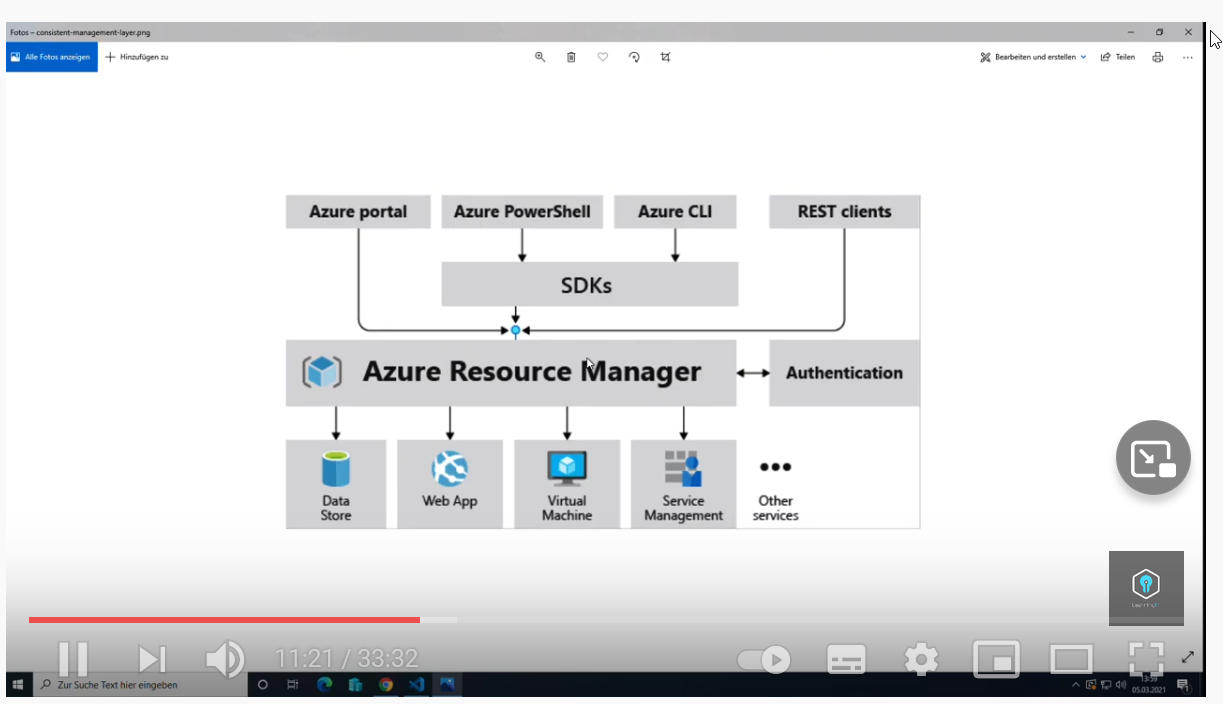 Fotos – consistent-management-layer.png
Alle Fotos anzeigen
Hinzufügen zu
Bearbeiten und erstellen
Teilen
Azure portal
Azure PowerShell
Azure CLI
REST clients
SDKs
Azure Resource Manager
Authentication
Data
Store
Web App
Virtual
Machine
Service
Management
Other
services
11:21 / 33:32
Zur Suche Text hier eingeben
13:59
05.03.2021